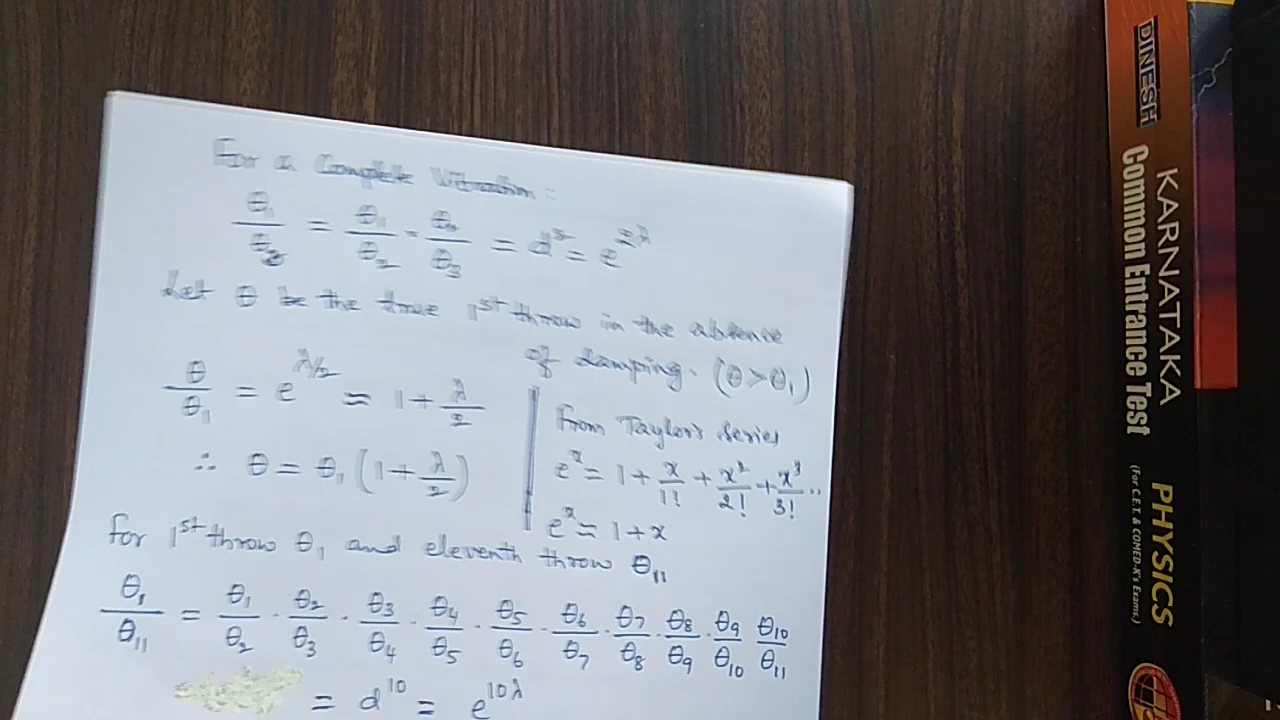 For a Complete Vibration:
θ₁/θ₃ = θ₁/θ₂ · θ₂/θ₃ = d² = e^2λ
Let θ be the true 1st throw in the absence
of damping. (θ>θ₁)
θ/θ₁ = e^λ/2 ≈ 1 + λ/2
∴ θ = θ₁ (1 + λ/2)
From Taylor's series
e^x = 1 + x/1! + x²/2! + x³/3! ..
e^x ≈ 1 + x
for 1st throw θ₁ and eleventh throw θ₁₁
θ₁/θ₁₁ = θ₁/θ₂ · θ₂/θ₃ · θ₃/θ₄ · θ₄/θ₅ · θ₅/θ₆ · θ₆/θ₇ · θ₇/θ₈ · θ₈/θ₉ · θ₉/θ₁₀ θ₁₀/θ₁₁
= d^10 = e^10λ
DINESH
KARNATAKA
Common Entrance Test
PHYSICS
(For C.E.T. & COMED-K's Exams.)